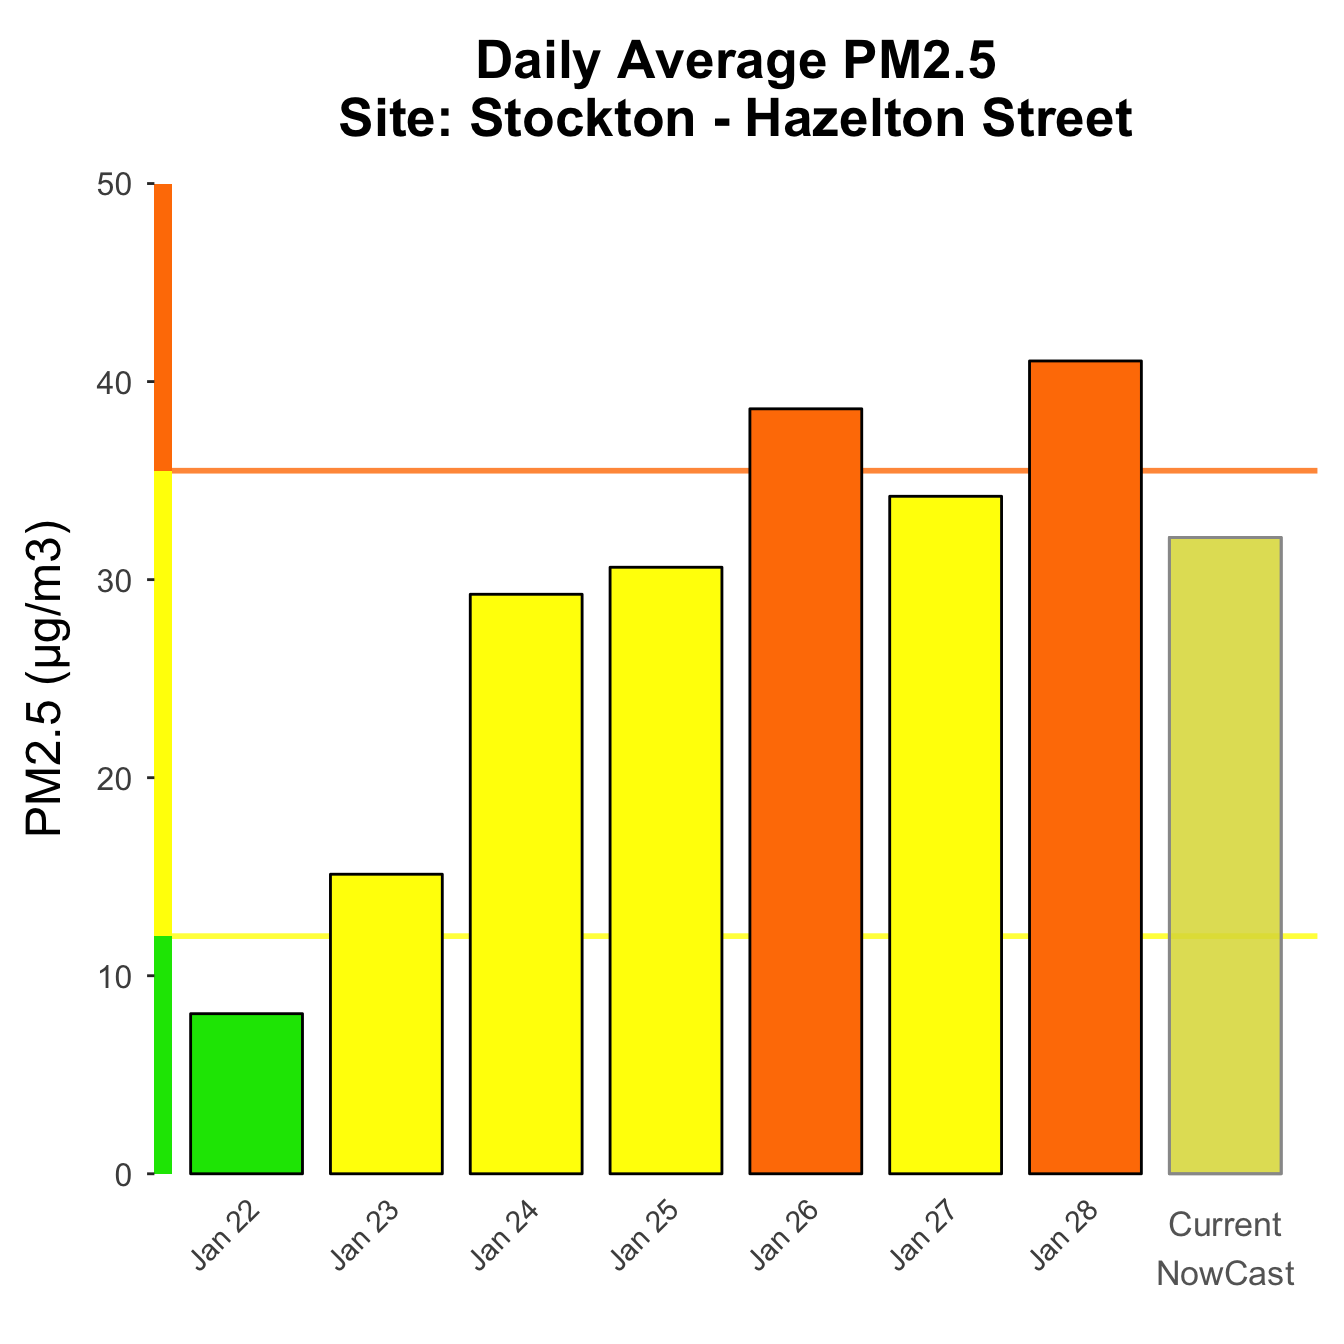 Daily Average PM2.5
Site: Stockton - Hazelton Street
PM2.5 (µg/m3)
50
40
30
20
10
0
Jan 22
Jan 23
Jan 24
Jan 25
Jan 26
Jan 27
Jan 28
Current
NowCast